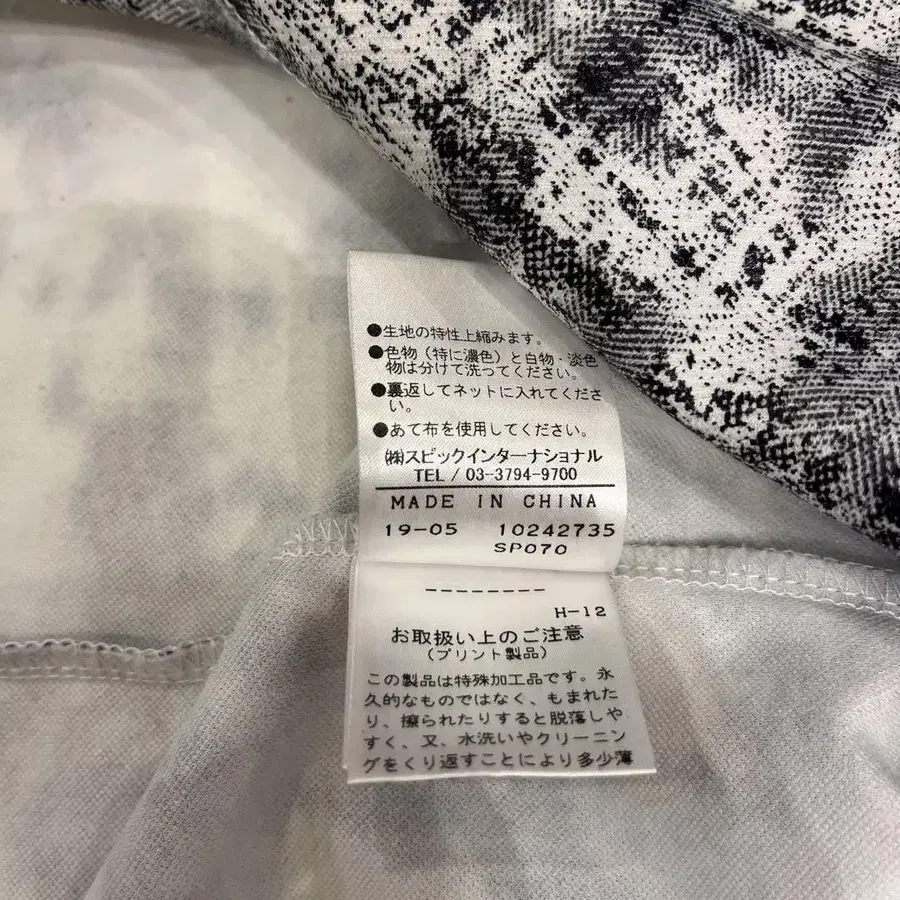 ●生地の特性上縮みます。
●色物（特に濃色）と白物・淡色
物は分けて洗ってください。
●裏返してネットに入れてくださ
い。
●あて布を使用してください。
㈱スピックインターナショナル
TEL / 03-3794-9700
MADE IN CHINA
19-05 10242735
SP070
--------
H-12
お取扱い上のご注意
（プリント製品）
この製品は特殊加工品です。永
久的なものではなく、もまれた
り、擦られたりすると脱落しや
すく、又、水洗いやクリーニン
グをくり返すことにより多少薄